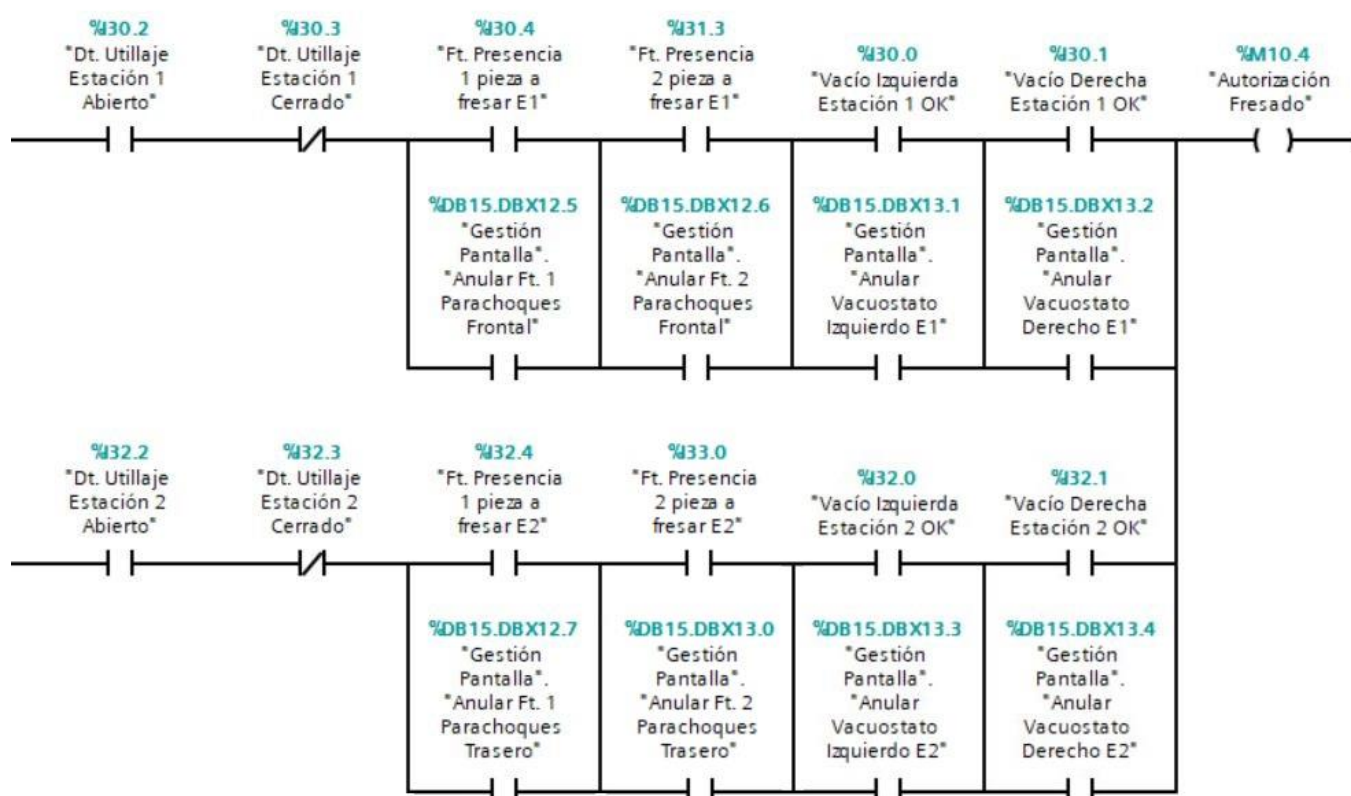 %I30.2 %I30.3 %I30.4 %I31.3 %I30.0 %I30.1 %M10.4
"Dt. Utillaje "Dt. Utillaje "Ft. Presencia "Ft. Presencia "Vacío Izquierda "Vacío Derecha "Autorización
Estación 1 Estación 1 1 pieza a 2 pieza a Estación 1 OK" Estación 1 OK" Fresado"
Abierto" Cerrado" fresar E1" fresar E1"
%DB15.DBX12.5 %DB15.DBX12.6 %DB15.DBX13.1 %DB15.DBX13.2
"Gestión "Gestión "Gestión "Gestión
Pantalla". Pantalla". Pantalla". Pantalla".
"Anular Ft. 1 "Anular Ft. 2 "Anular "Anular
Parachoques Parachoques Vacuostato Vacuostato
Frontal" Frontal" Izquierdo E1" Derecho E1"
%I32.2 %I32.3 %I32.4 %I33.0 %I32.0 %I32.1
"Dt. Utillaje "Dt. Utillaje "Ft. Presencia "Ft. Presencia "Vacío Izquierda "Vacío Derecha
Estación 2 Estación 2 1 pieza a 2 pieza a Estación 2 OK" Estación 2 OK"
Abierto" Cerrado" fresar E2" fresar E2"
%DB15.DBX12.7 %DB15.DBX13.0 %DB15.DBX13.3 %DB15.DBX13.4
"Gestión "Gestión "Gestión "Gestión
Pantalla". Pantalla". Pantalla". Pantalla".
"Anular Ft. 1 "Anular Ft. 2 "Anular "Anular
Parachoques Parachoques Vacuostato Vacuostato
Trasero" Trasero" Izquierdo E2" Derecho E2"